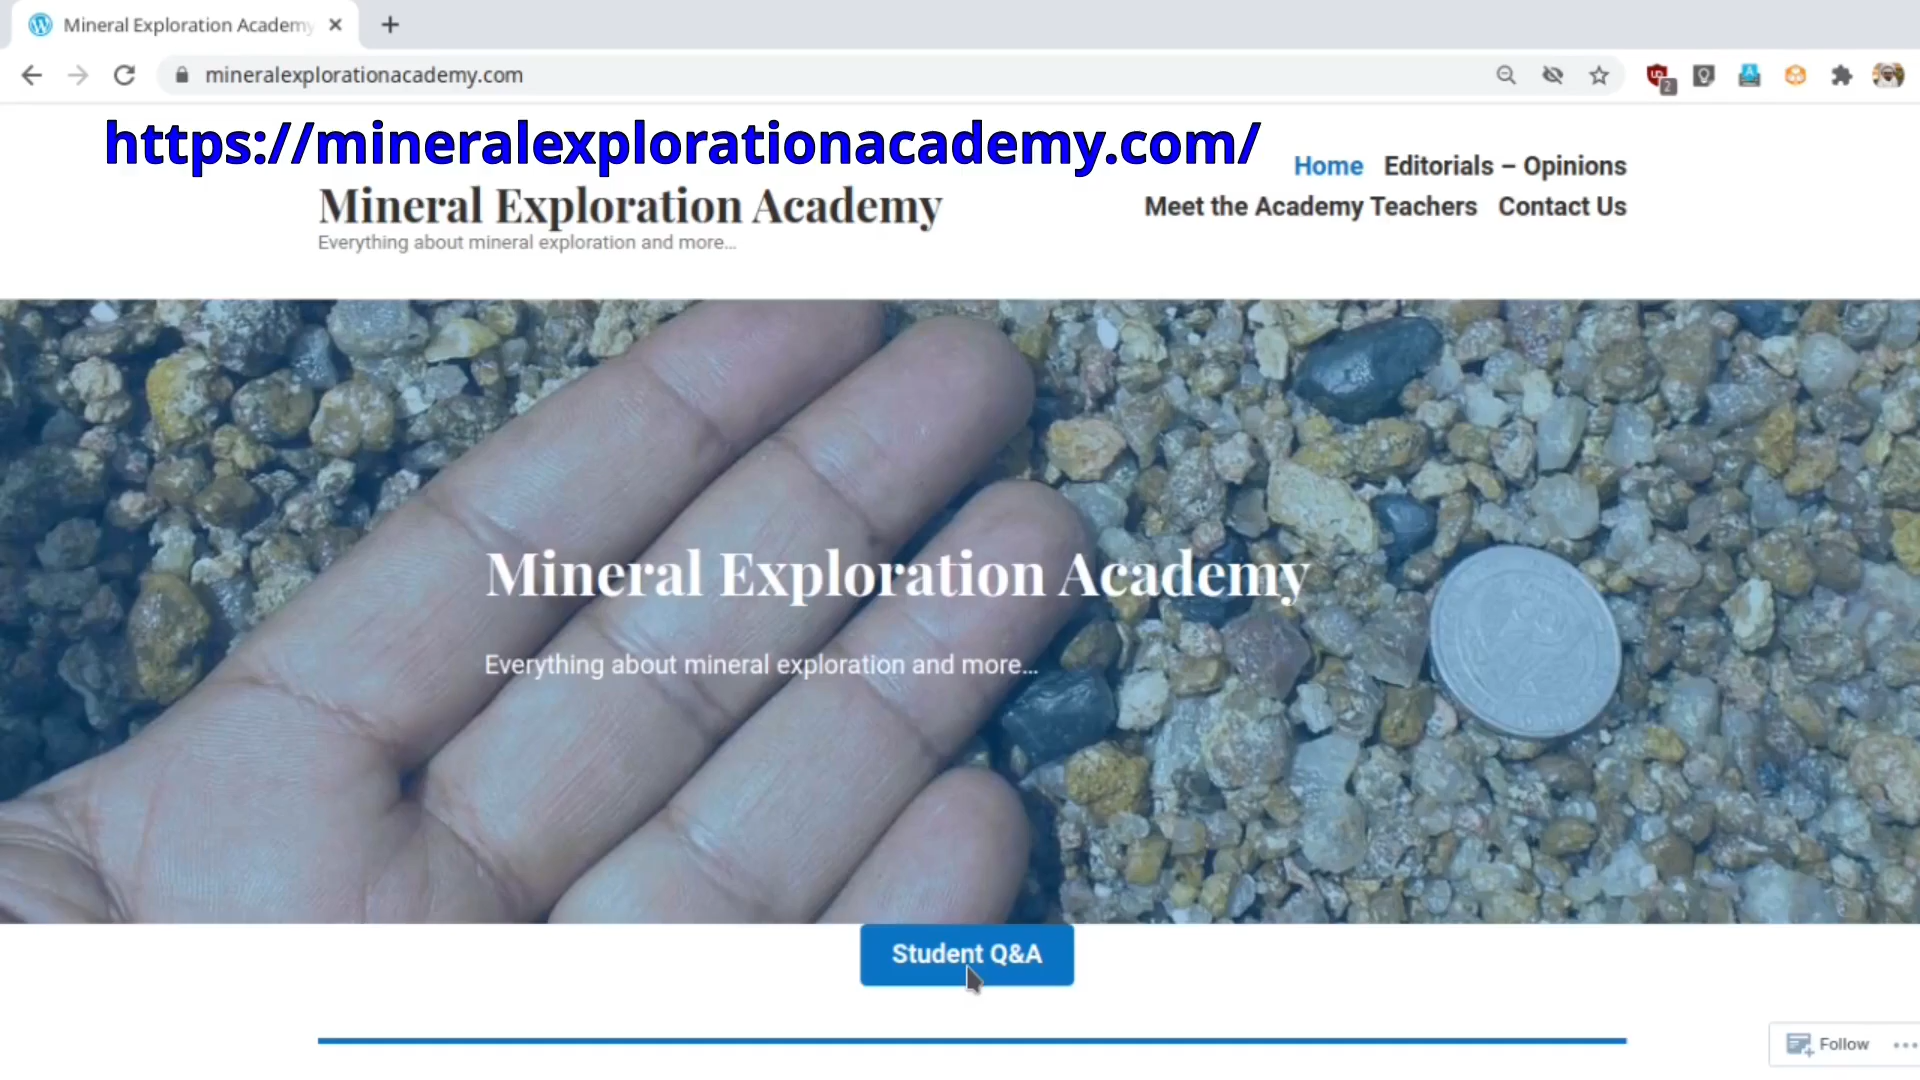 Mineral Exploration Academy
mineralexplorationacademy.com
2
https://mineralexplorationacademy.com/
Home Editorials – Opinions
Mineral Exploration Academy
Meet the Academy Teachers Contact Us
Everything about mineral exploration and more...
Mineral Exploration Academy
Everything about mineral exploration and more...
Student Q&A
Follow